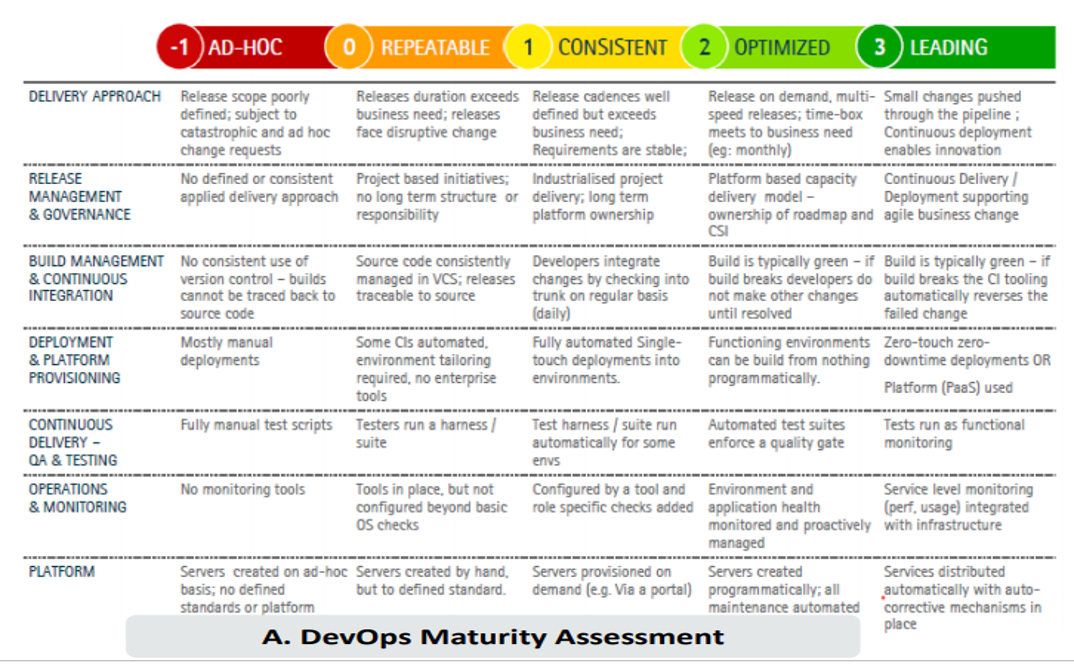 -1 AD-HOC 0 REPEATABLE 1 CONSISTENT 2 OPTIMIZED 3 LEADING
DELIVERY APPROACH
Release scope poorly
defined; subject to
catastrophic and ad hoc
change requests
Releases duration exceeds
business need; releases
face disruptive change
Release cadences well
defined but exceeds
business need;
Requirements are stable;
Release on demand, multi-
speed releases; time-box
meets to business need
(eg: monthly)
Small changes pushed
through the pipeline ;
Continuous deployment
enables innovation
RELEASE
MANAGEMENT
& GOVERNANCE
No defined or consistent
applied delivery approach
Project based initiatives;
no long term structure or
responsibility
Industrialised project
delivery; long term
platform ownership
Platform based capacity
delivery model –
ownership of roadmap and
CSI
Continuous Delivery /
Deployment supporting
agile business change
BUILD MANAGEMENT
& CONTINUOUS
INTEGRATION
No consistent use of
version control – builds
cannot be traced back to
source code
Source code consistently
managed in VCS; releases
traceable to source
Developers integrate
changes by checking into
trunk on regular basis
(daily)
Build is typically green – if
build breaks developers do
not make other changes
until resolved
Build is typically green – if
build breaks the CI tooling
automatically reverses the
failed change
DEPLOYMENT
& PLATFORM
PROVISIONING
Mostly manual
deployments
Some CIs automated,
environment tailoring
required, no enterprise
tools
Fully automated Single-
touch deployments into
environments.
Functioning environments
can be build from nothing
programmatically.
Zero-touch zero-
downtime deployments OR
Platform (PaaS) used
CONTINUOUS
DELIVERY –
QA & TESTING
Fully manual test scripts
Testers run a harness /
suite
Test harness / suite run
automatically for some
envs
Automated test suites
enforce a quality gate
Tests run as functional
monitoring
OPERATIONS
& MONITORING
No monitoring tools
Tools in place, but not
configured beyond basic
OS checks
Configured by a tool and
role specific checks added
Environment and
application health
monitored and proactively
managed
Service level monitoring
(perf, usage) integrated
with infrastructure
PLATFORM
Servers created on ad-hoc
basis; no defined
standards or platform
Servers created by hand,
but to defined standard.
Servers provisioned on
demand (e.g. Via a portal)
Servers created
programmatically; all
maintenance automated
Services distributed
automatically with auto-
corrective mechanisms in
place
A. DevOps Maturity Assessment